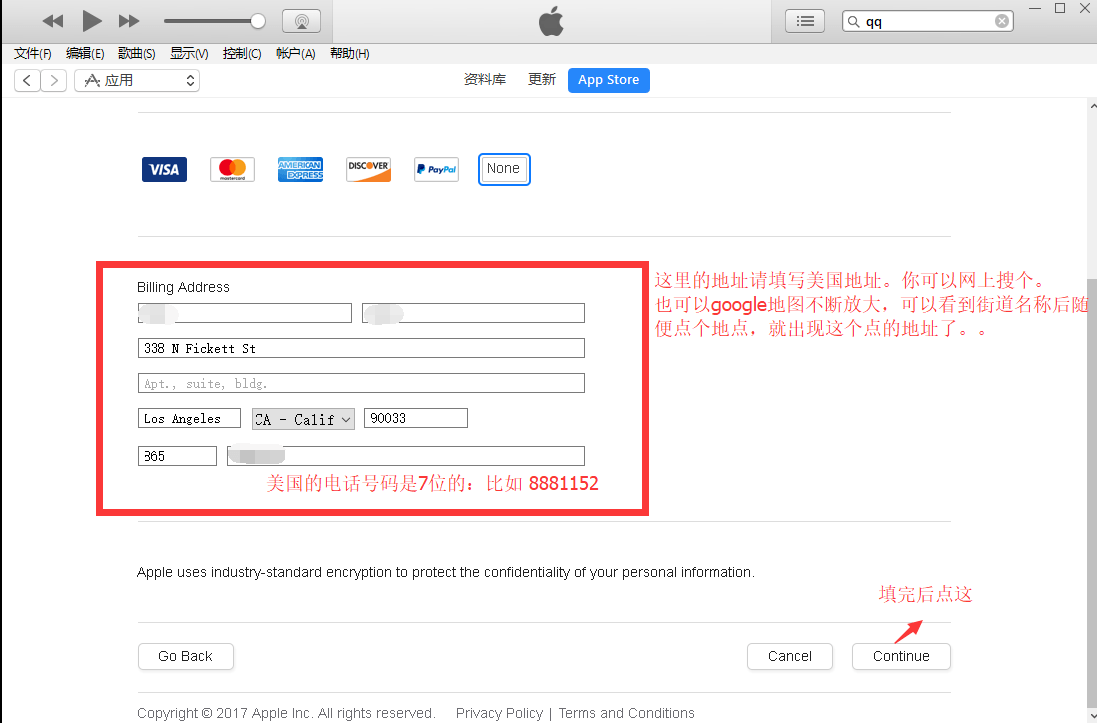 qq
文件(F) 编辑(E) 歌曲(S) 显示(V) 控制(C) 帐户(A) 帮助(H)
应用 资料库 更新 App Store
VISA mastercard AMERICAN EXPRESS DISCOVER PayPal None
Billing Address
338 N Fickett St
Apt., suite, bldg.
Los Angeles CA - Calif 90033
865
这里的地址请填写美国地址。你可以网上搜个。
也可以google地图不断放大，可以看到街道名称后随
便点个地点，就出现这个点的地址了。。
美国的电话号码是7位的：比如 8881152
Apple uses industry-standard encryption to protect the confidentiality of your personal information.
填完后点这
Go Back Cancel Continue
Copyright © 2017 Apple Inc. All rights reserved. Privacy Policy | Terms and Conditions